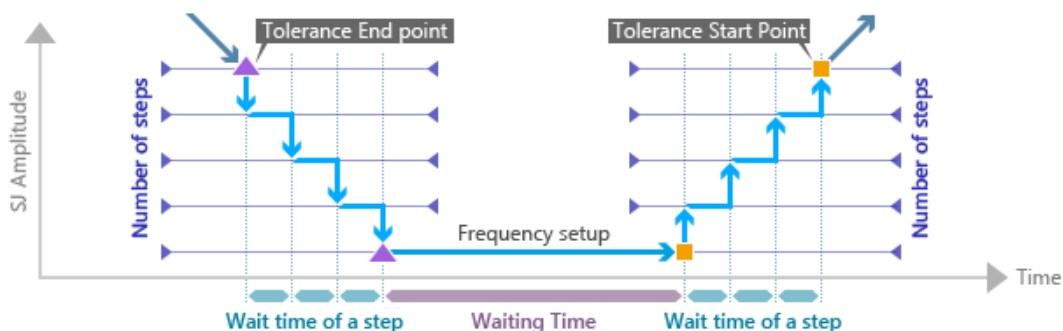 Tolerance End point
Tolerance Start Point
SJ Amplitude
Number of steps
Number of steps
Frequency setup
Time
Wait time of a step
Waiting Time
Wait time of a step